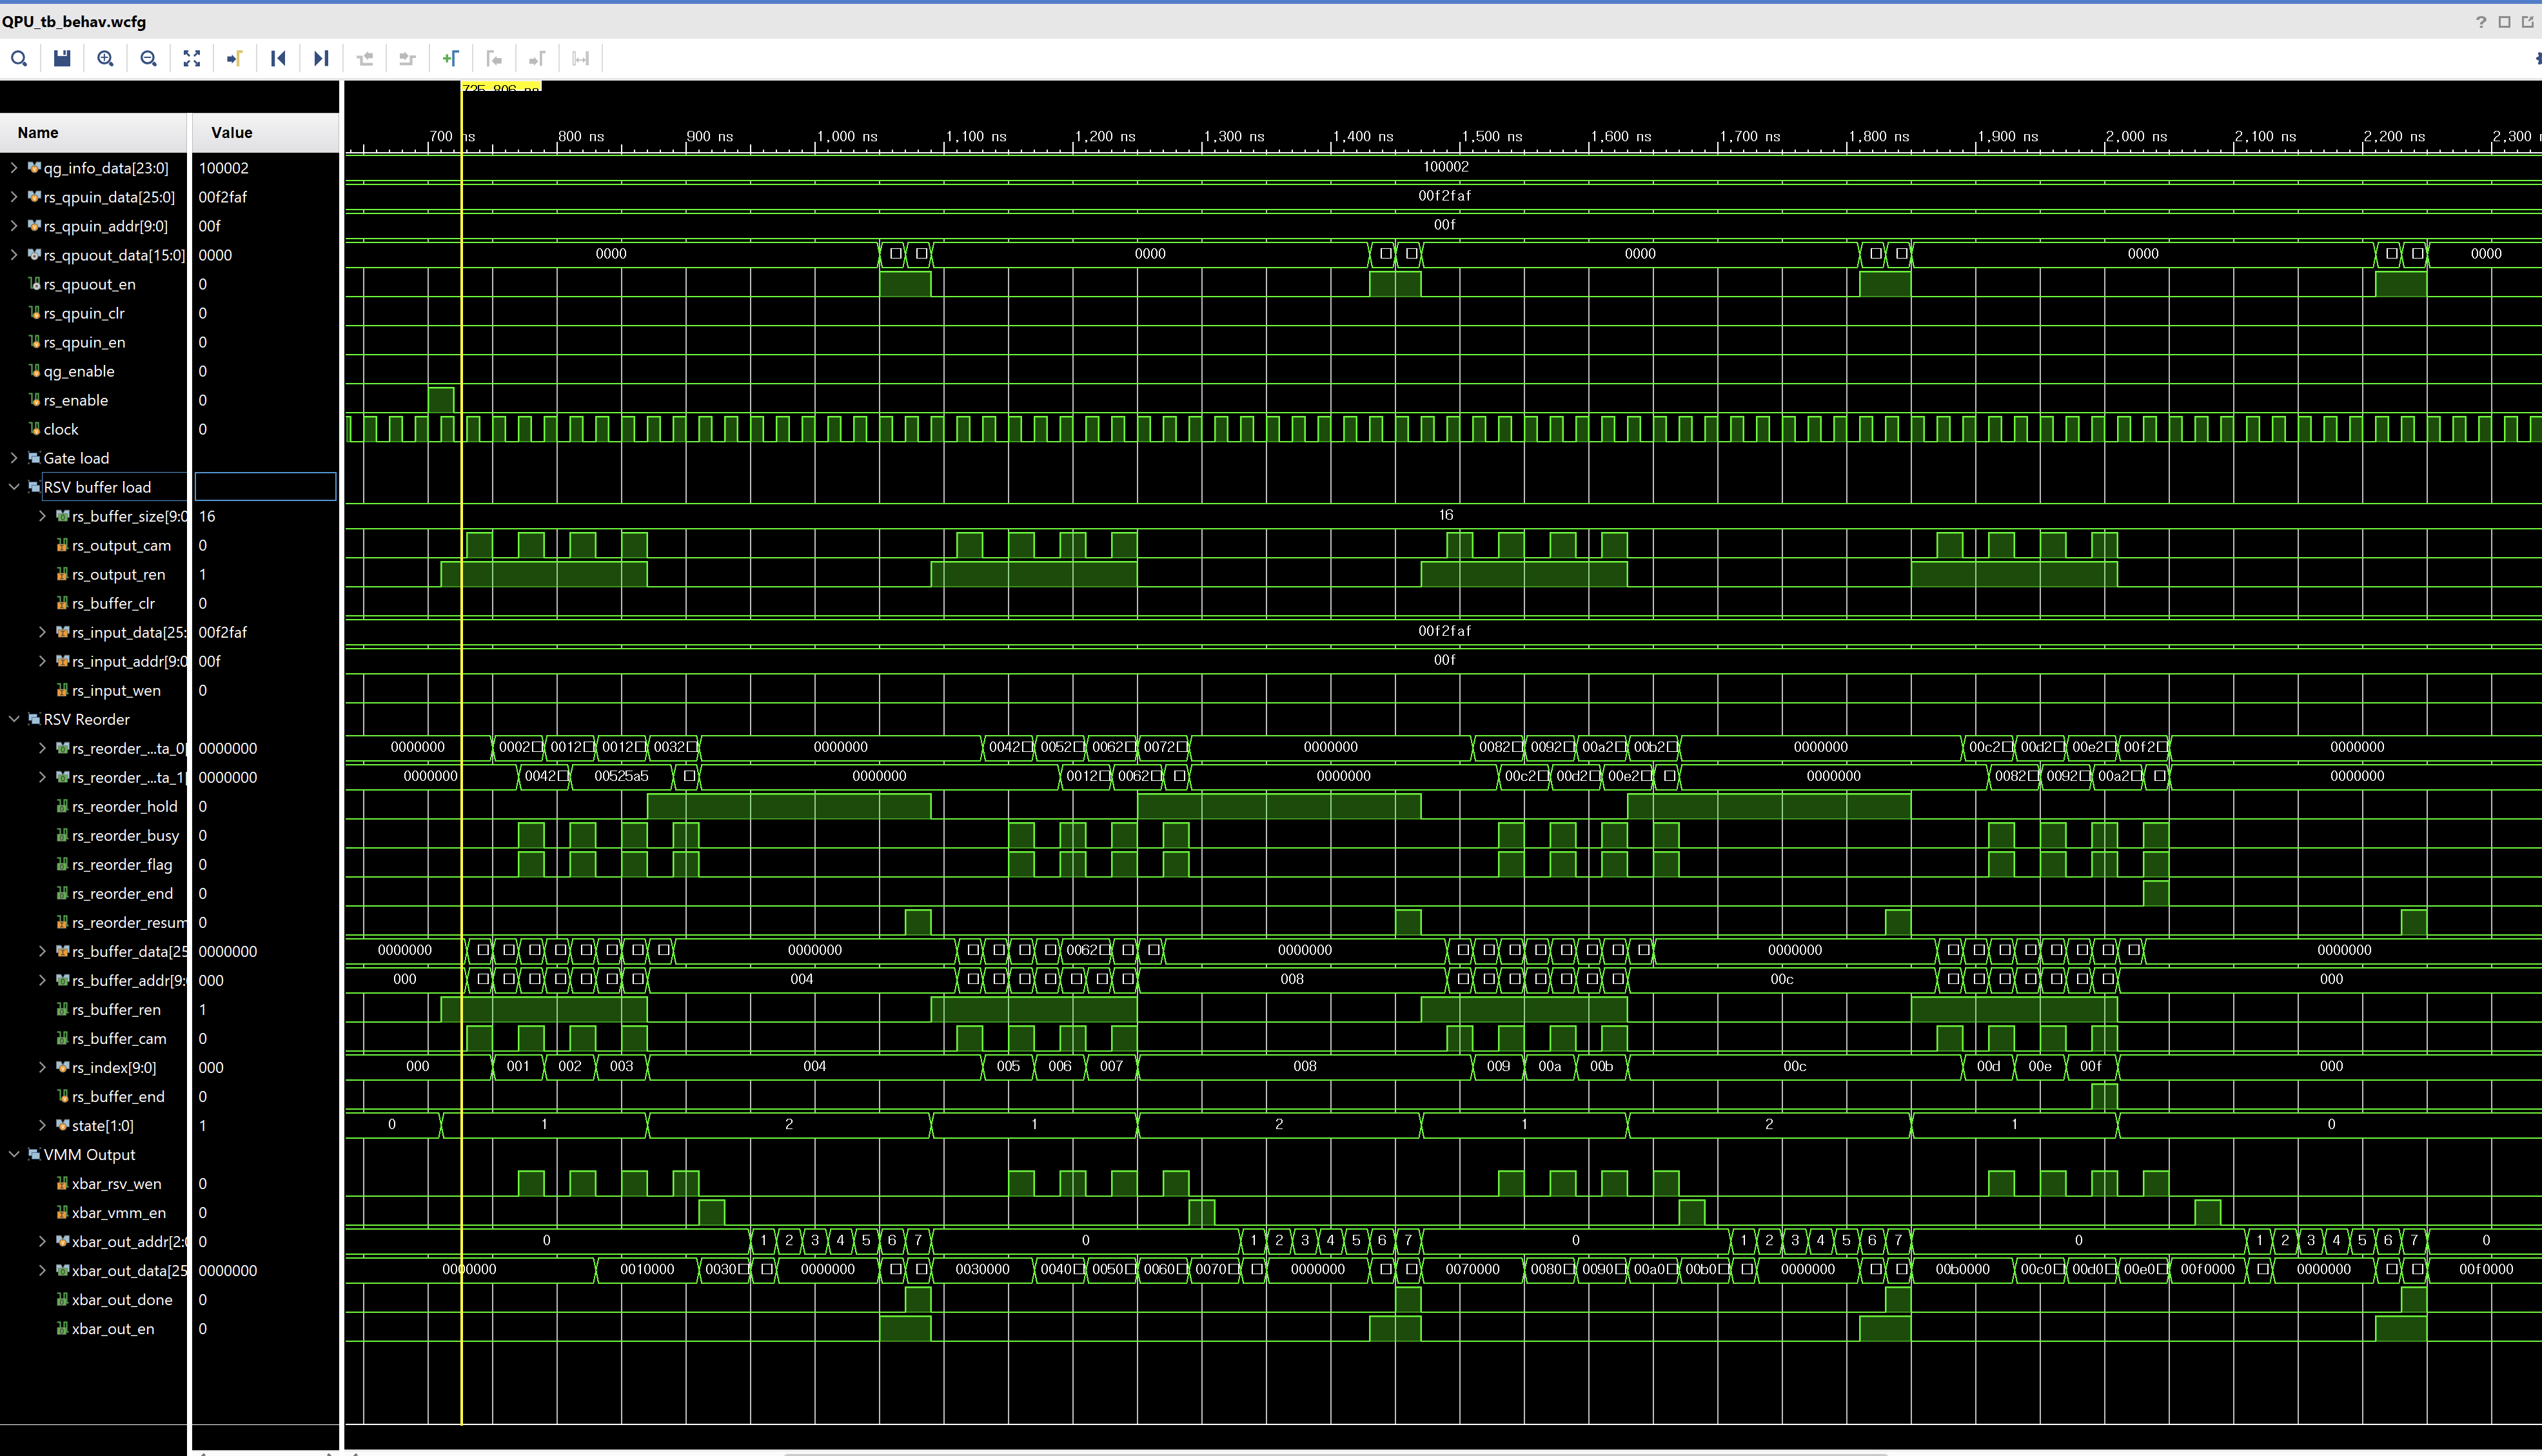 QPU_tb_behav.wcfg
725.806 ns
Name Value
700 ns 800 ns 900 ns 1,000 ns 1,100 ns 1,200 ns 1,300 ns 1,400 ns 1,500 ns 1,600 ns 1,700 ns 1,800 ns 1,900 ns 2,000 ns 2,100 ns 2,200 ns 2,300
qg_info_data[23:0] 100002 100002
rs_qpuin_data[25:0] 00f2faf 00f2faf
rs_qpuin_addr[9:0] 00f 00f
rs_qpuout_data[15:0] 0000 0000 0000 0000 0000 0000
rs_qpuout_en 0
rs_qpuin_clr 0
rs_qpuin_en 0
qg_enable 0
rs_enable 0
clock 0
Gate load
RSV buffer load
rs_buffer_size[9:0 16 16
rs_output_cam 0
rs_output_ren 1
rs_buffer_clr 0
rs_input_data[25: 00f2faf 00f2faf
rs_input_addr[9:0 00f 00f
rs_input_wen 0
RSV Reorder
rs_reorder_...ta_0 0000000 0000000 0002 0012 0012 0032 0000000 0042 0052 0062 0072 0000000 0082 0092 00a2 00b2 0000000 00c2 00d2 00e2 00f2 0000000
rs_reorder_...ta_1 0000000 0000000 0042 00525a5 0000000 0012 0062 0000000 00c2 00d2 00e2 0000000 0082 0092 00a2 0000000
rs_reorder_hold 0
rs_reorder_busy 0
rs_reorder_flag 0
rs_reorder_end 0
rs_reorder_resum 0
rs_buffer_data[25 0000000 0000000 0000000 0062 0000000 0000000 0000000
rs_buffer_addr[9: 000 000 004 008 00c 000
rs_buffer_ren 1
rs_buffer_cam 0
rs_index[9:0] 000 000 001 002 003 004 005 006 007 008 009 00a 00b 00c 00d 00e 00f 000
rs_buffer_end 0
state[1:0] 1 0 1 2 1 2 1 2 1 0
VMM Output
xbar_rsv_wen 0
xbar_vmm_en 0
xbar_out_addr[2: 0 0 1 2 3 4 5 6 7 0 1 2 3 4 5 6 7 0 1 2 3 4 5 6 7 0 1 2 3 4 5 6 7 0
xbar_out_data[25 0000000 0000000 0010000 0030 0000000 0030000 0040 0050 0060 0070 0000000 0070000 0080 0090 00a0 00b0 0000000 00b0000 00c0 00d0 00e0 00f0000 0000000 00f0000
xbar_out_done 0
xbar_out_en 0